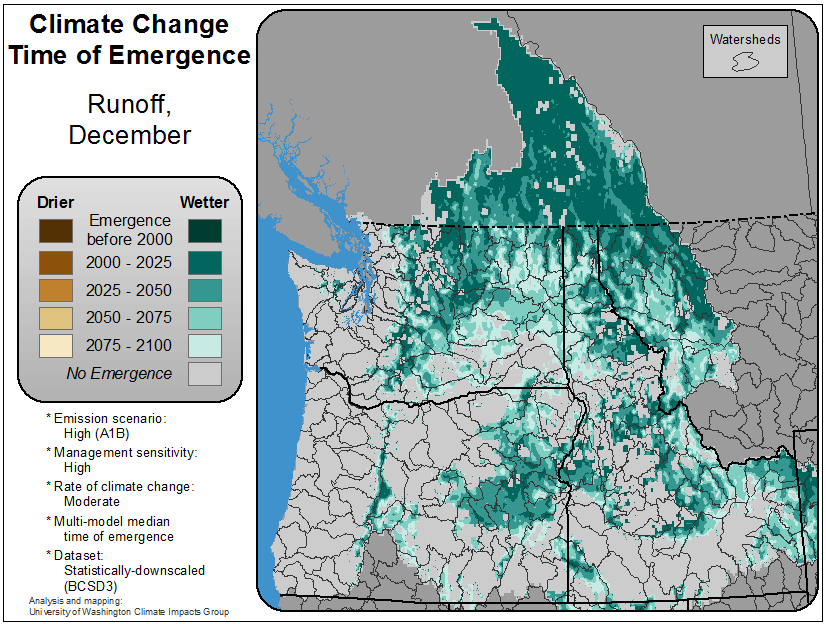 Climate Change
Time of Emergence
Runoff,
December
Drier
Wetter
Emergence
before 2000
2000 - 2025
2025 - 2050
2050 - 2075
2075 - 2100
No Emergence
* Emission scenario:
High (A1B)
* Management sensitivity:
High
* Rate of climate change:
Moderate
* Multi-model median
time of emergence
* Dataset:
Statistically-downscaled
(BCSD3)
Analysis and mapping:
University of Washington Climate Impacts Group
Watersheds